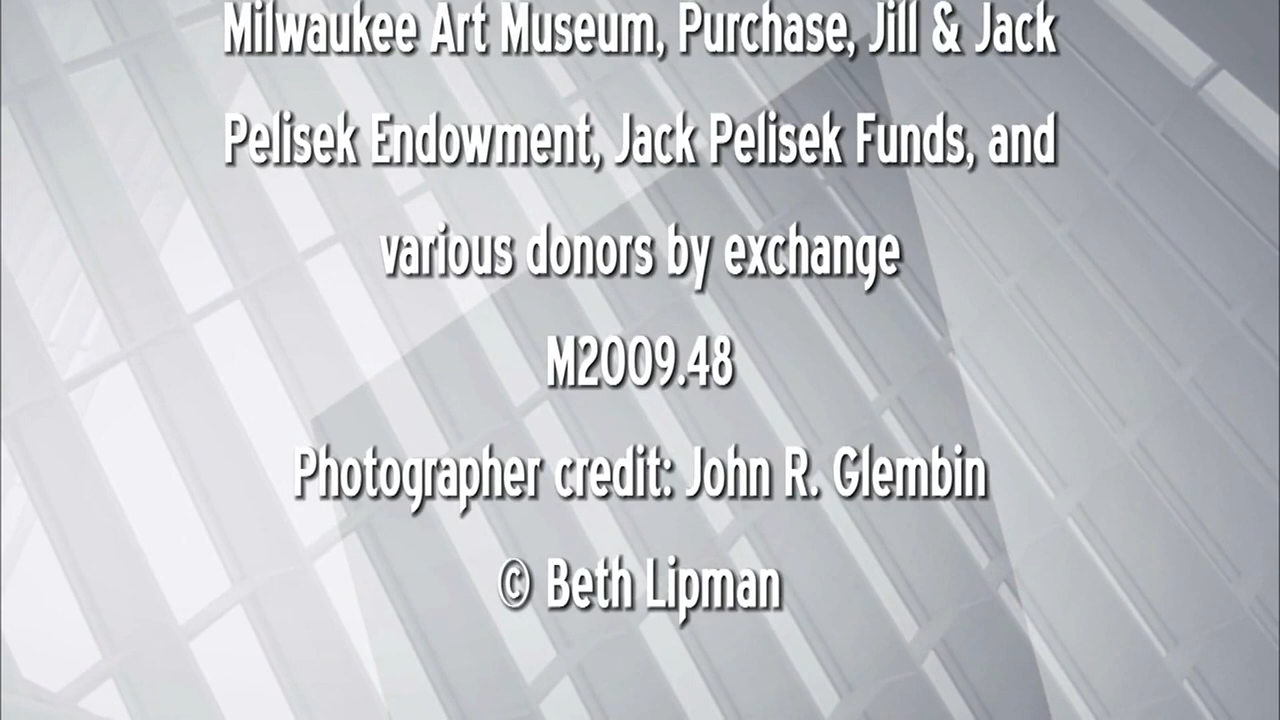 Milwaukee Art Museum, Purchase, Jill & Jack
Pelisek Endowment, Jack Pelisek Funds, and
various donors by exchange
M2009.48
Photographer credit: John R. Glembin
© Beth Lipman